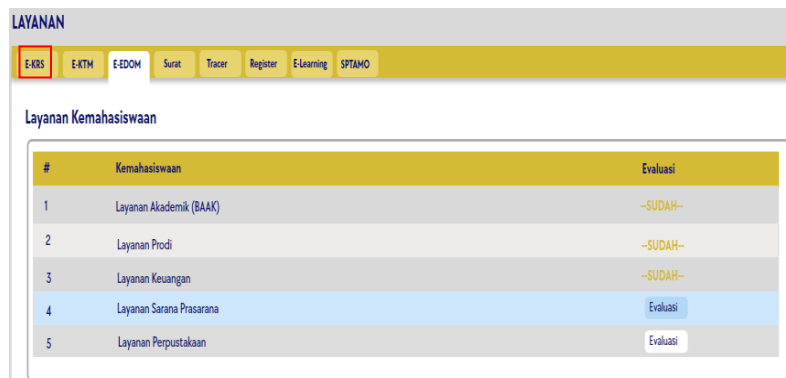 LAYANAN
E-KRS E-KTM E-EDOM Surat Tracer Register E-Learning SPTAMO
Layanan Kemahasiswaan
# Kemahasiswaan Evaluasi
1 Layanan Akademik (BAAK) --SUDAH--
2 Layanan Prodi --SUDAH--
3 Layanan Keuangan --SUDAH--
4 Layanan Sarana Prasarana Evaluasi
5 Layanan Perpustakaan Evaluasi